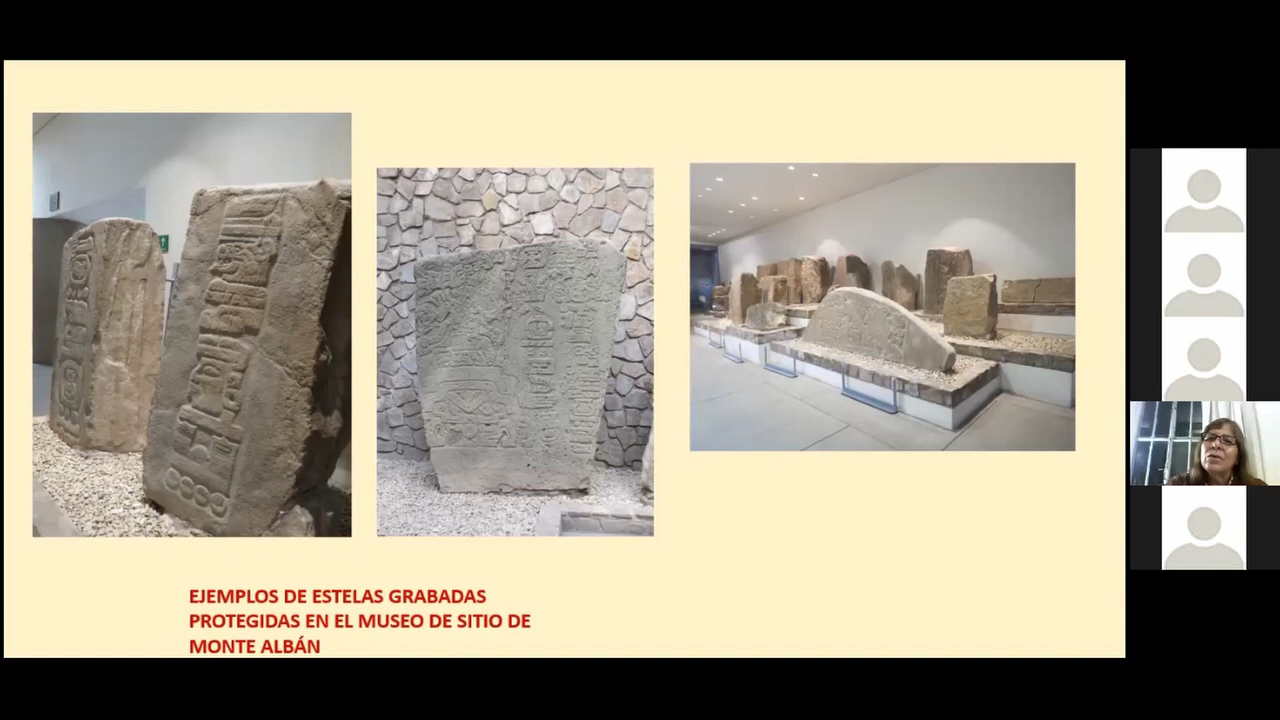 EJEMPLOS DE ESTELAS GRABADAS
PROTEGIDAS EN EL MUSEO DE SITIO DE
MONTE ALBÁN